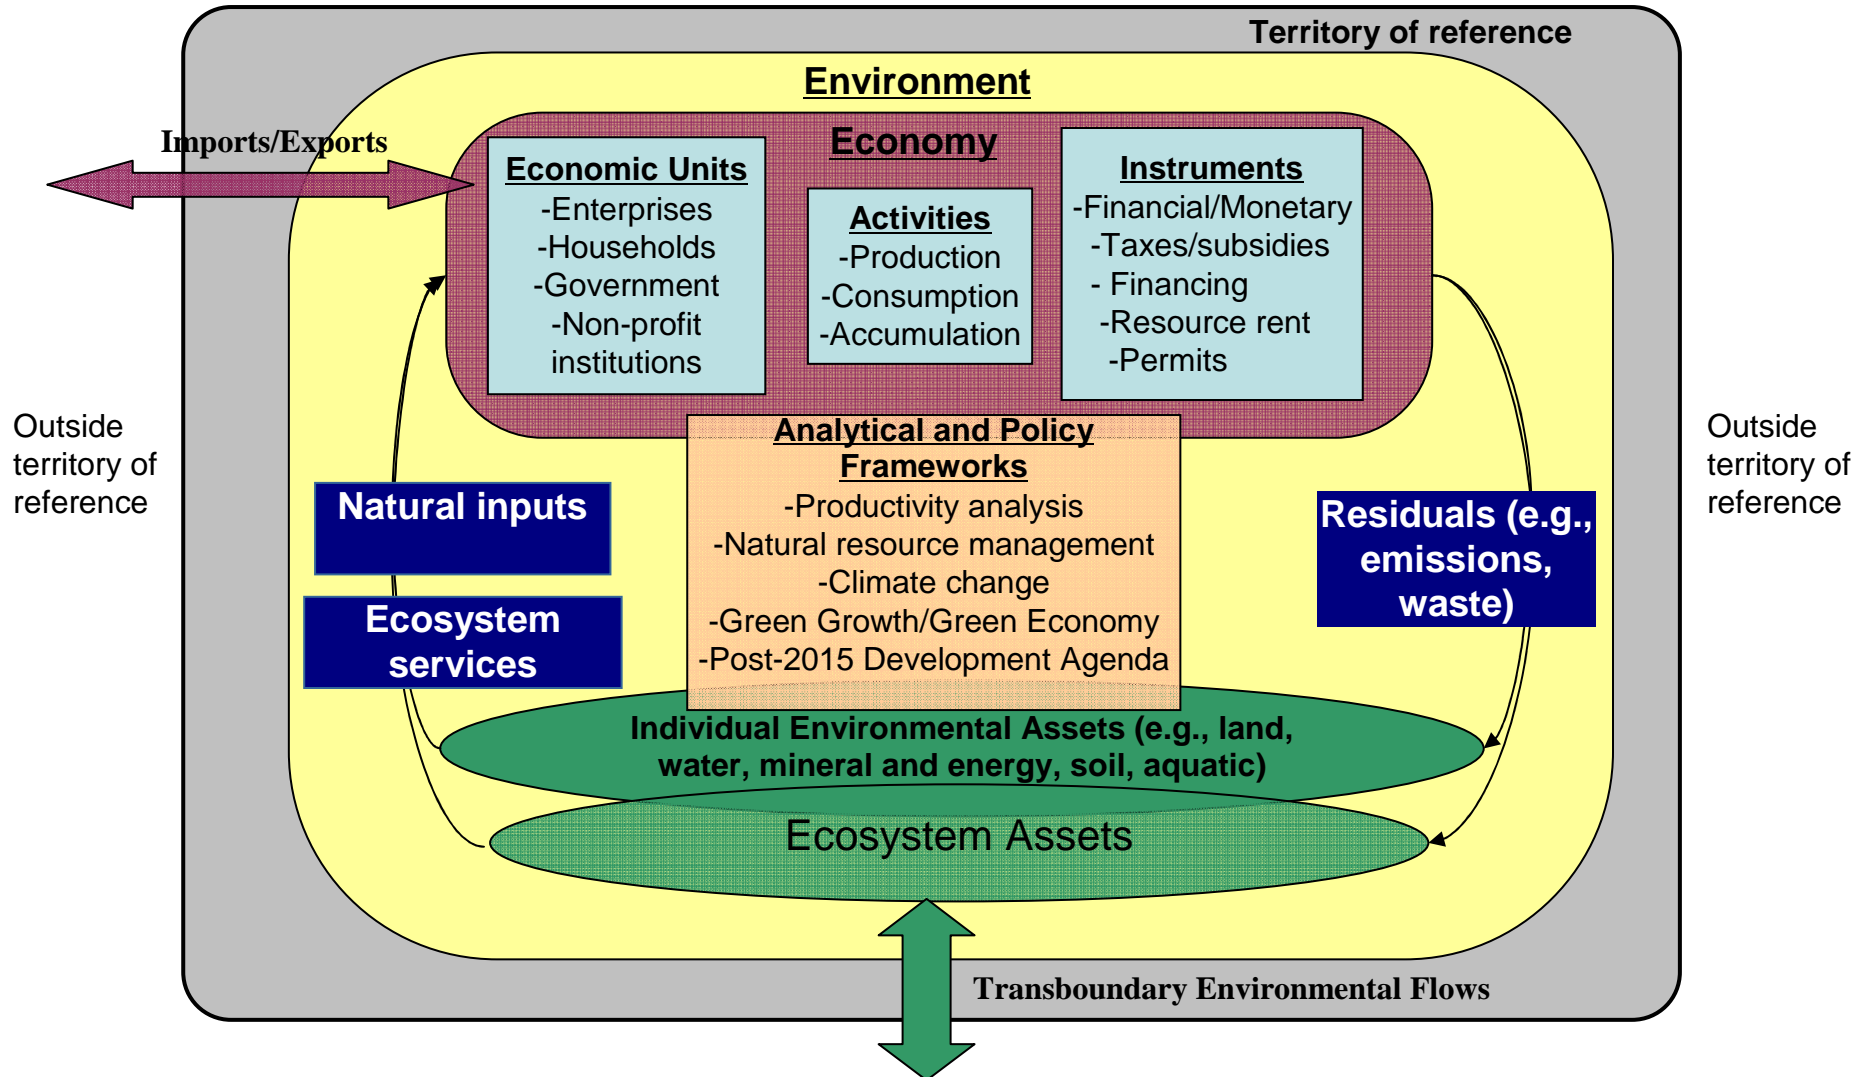 Territory of reference
Environment
Imports/Exports
Economy
Economic Units
-Enterprises
-Households
-Government
-Non-profit
institutions
Activities
-Production
-Consumption
-Accumulation
Instruments
-Financial/Monetary
-Taxes/subsidies
- Financing
-Resource rent
-Permits
Outside
territory of
reference
Analytical and Policy
Frameworks
-Productivity analysis
-Natural resource management
-Climate change
-Green Growth/Green Economy
-Post-2015 Development Agenda
Natural inputs
Ecosystem
services
Residuals (e.g.,
emissions,
waste)
Outside
territory of
reference
Individual Environmental Assets (e.g., land,
water, mineral and energy, soil, aquatic)
Ecosystem Assets
Transboundary Environmental Flows